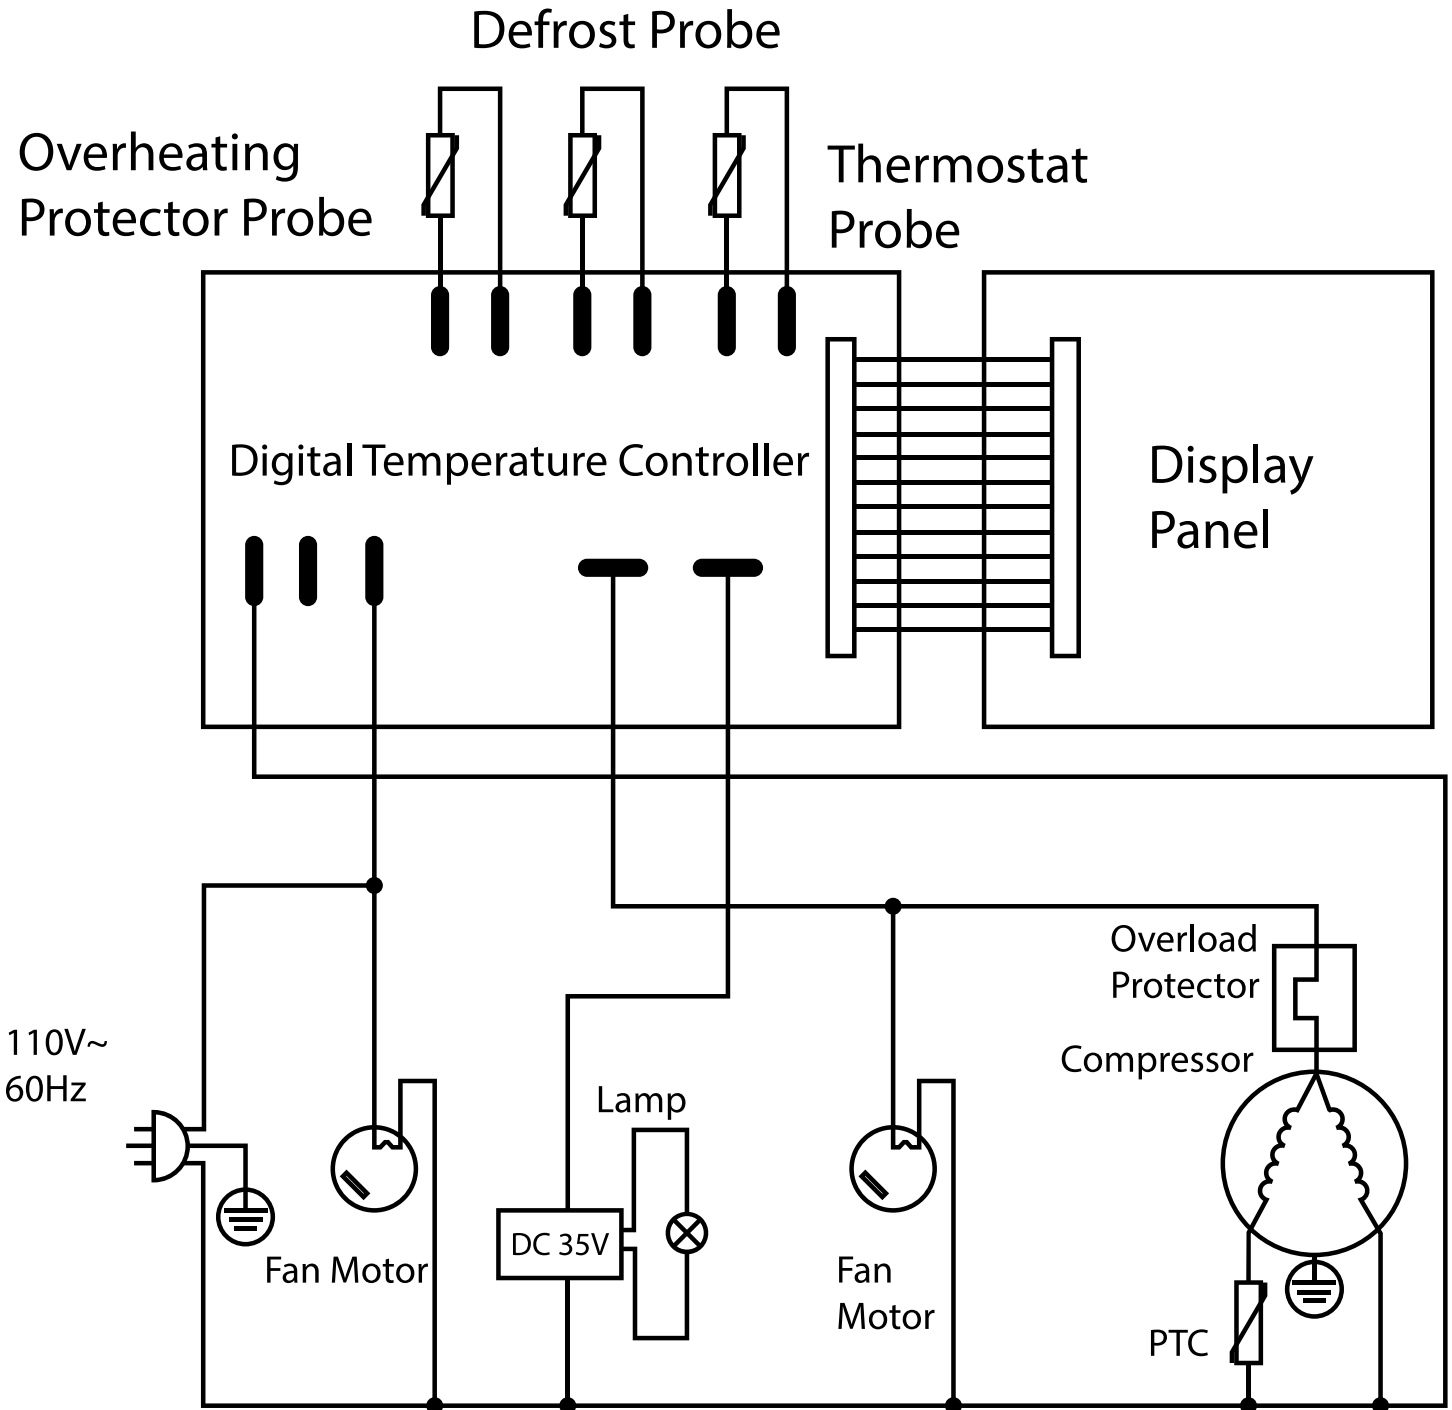 Defrost Probe
Overheating
Protector Probe
Thermostat
Probe
Digital Temperature Controller
Display
Panel
Overload
Protector
Compressor
110V~
60Hz
Lamp
DC 35V
Fan Motor
Fan
Motor
PTC